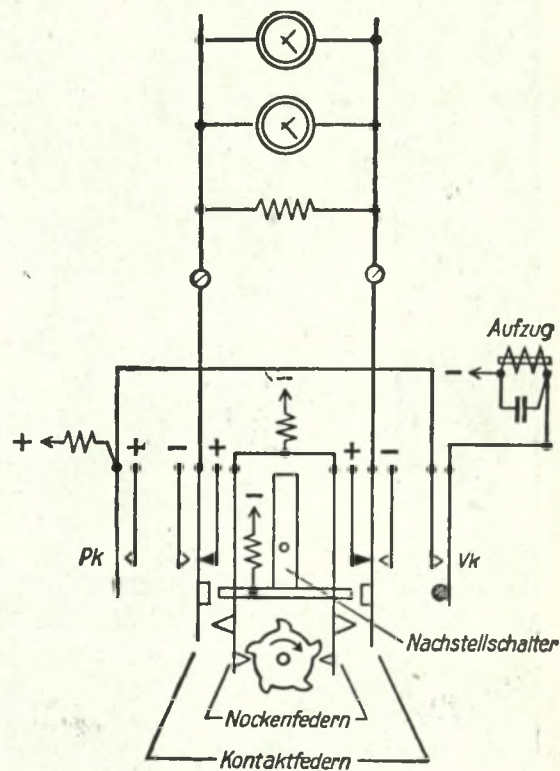 Aufzug
-
-
+ + - + + -
Pk
-
Vk
Nachstellschalter
Nockenfedern
Kontaktfedern